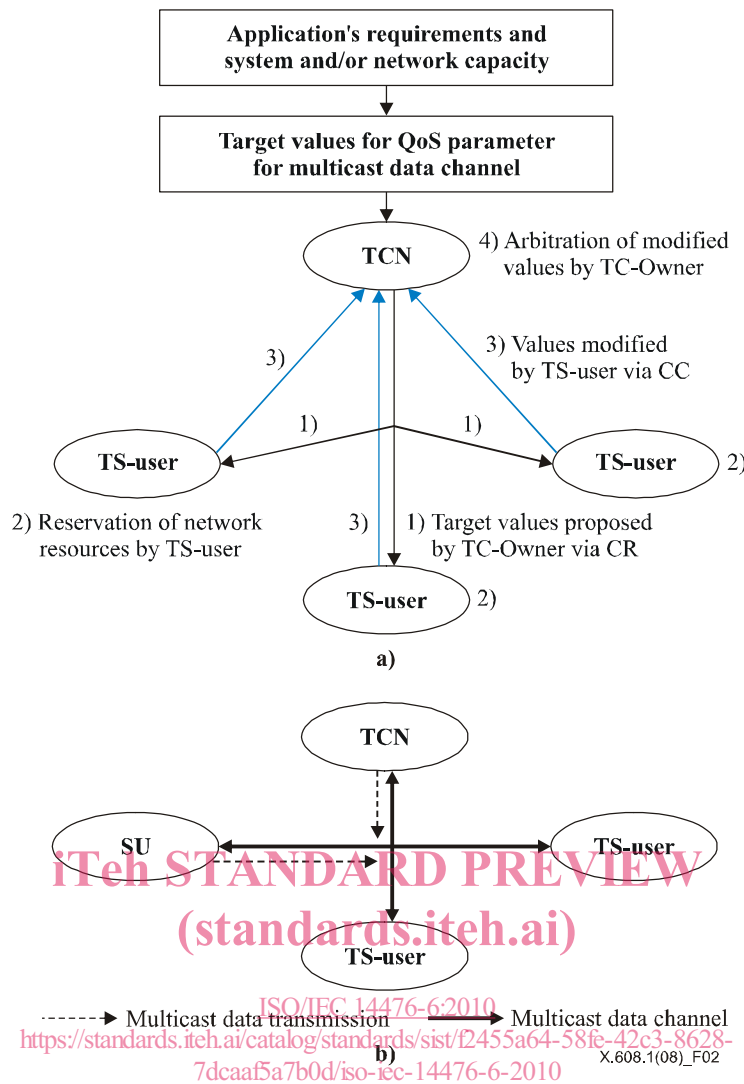 Application's requirements and
system and/or network capacity
Target values for QoS parameter
for multicast data channel
TCN
4) Arbitration of modified
values by TC-Owner
3)
3) Values modified
by TS-user via CC
1)
1)
TS-user
TS-user
2)
2) Reservation of network
resources by TS-user
3)
1) Target values proposed
by TC-Owner via CR
TS-user
2)
a)
TCN
SU
TS-user
iTeh STANDARD PREVIEW
(standards.iteh.ai)
TS-user
ISO/IEC 14476-6:2010
Multicast data transmission
Multicast data channel
https://standards.iteh.ai/catalog/standards/sist/f2455a64-58fe-42c3-8628-
b)
X.608.1(08)_F02
7dcaaf5a7b0d/iso-iec-14476-6-2010